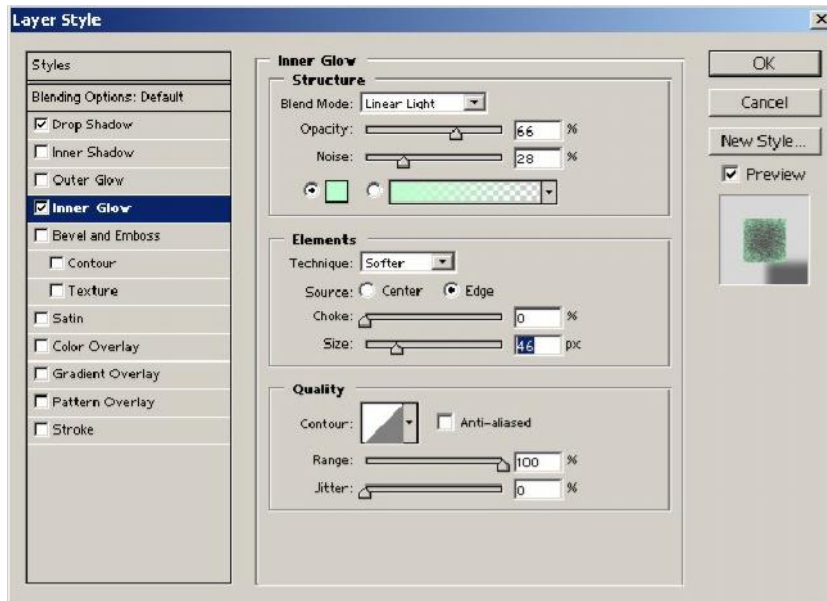 Layer Style
Styles
Blending Options: Default
Drop Shadow
Inner Shadow
Outer Glow
Inner Glow
Bevel and Emboss
Contour
Texture
Satin
Color Overlay
Gradient Overlay
Pattern Overlay
Stroke
Inner Glow
Structure
Blend Mode: Linear Light
Opacity: 66 %
Noise: 28 %
Elements
Technique: Softer
Source: Center Edge
Choke: 0 %
Size: 46 px
Quality
Contour: Anti-aliased
Range: 100 %
Jitter: 0 %
OK
Cancel
New Style...
Preview